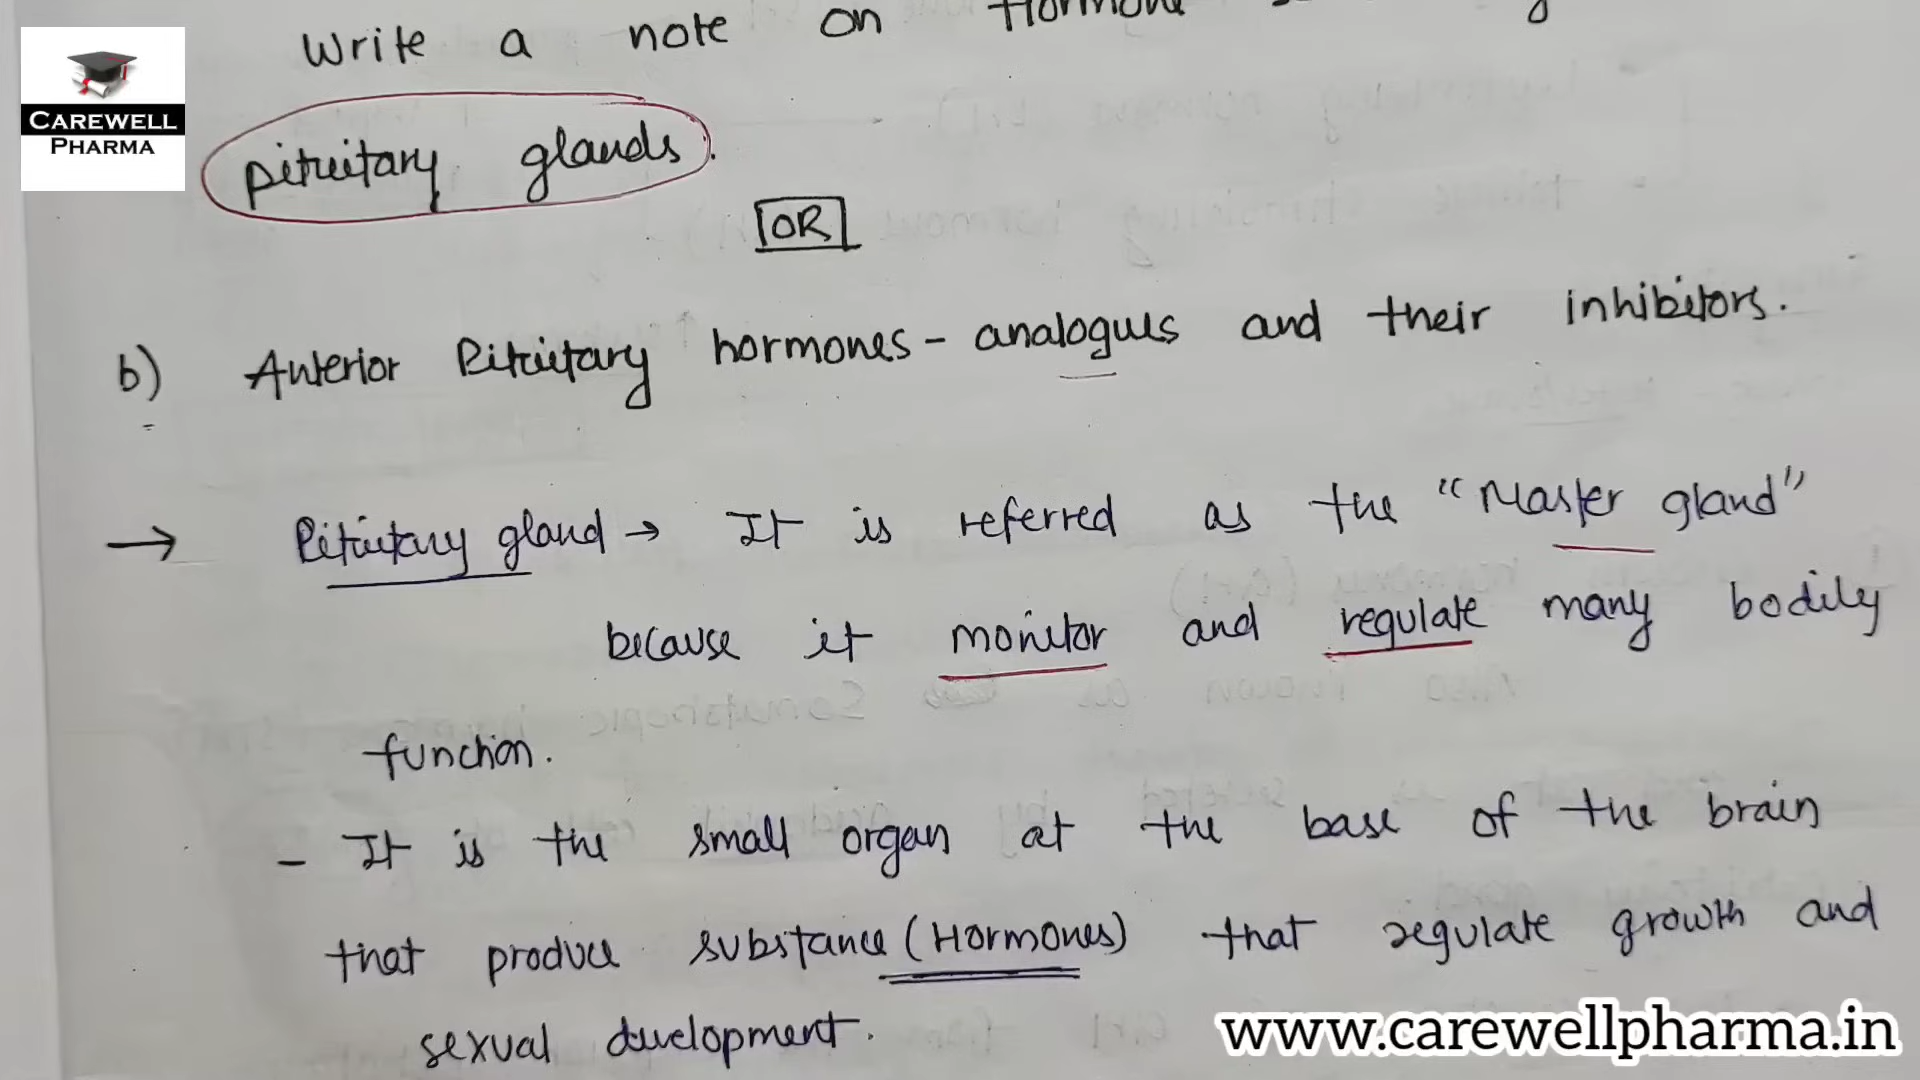 Write a note on Hormone
CAREWELL
PHARMA
pituitary glands.
OR
b) Anterior Pituitary hormones - analogues and their inhibitors.
→ Pituitary gland → It is referred as the "Master gland"
because it monitor and regulate many bodily
function.
- It is the small organ at the base of the brain
that produce substance (Hormones) that regulate growth and
sexual development.
www.carewellpharma.in